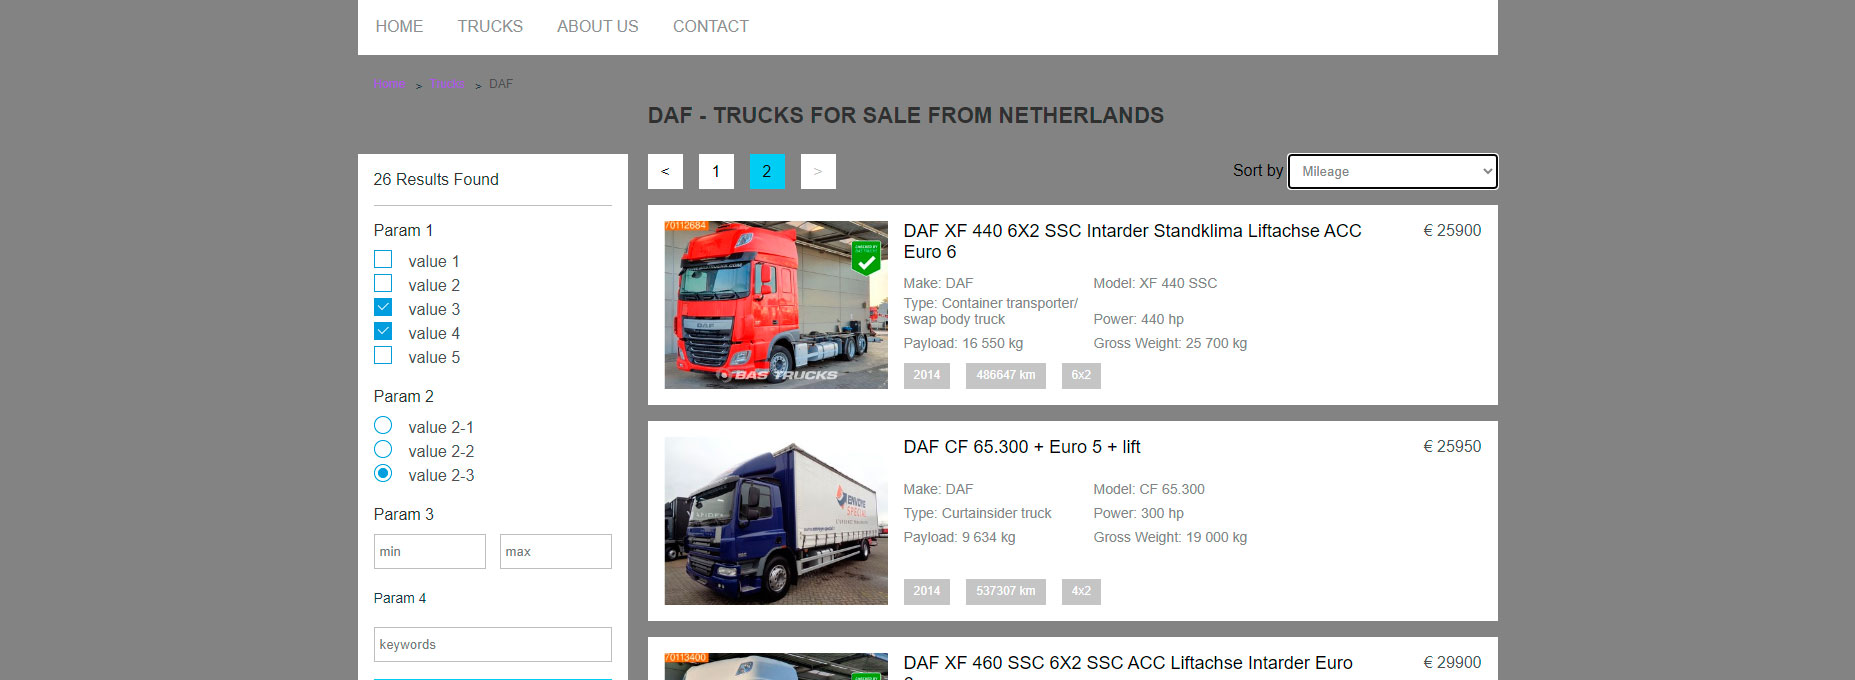 HOME TRUCKS ABOUT US CONTACT
Home > Trucks > DAF
DAF - TRUCKS FOR SALE FROM NETHERLANDS
26 Results Found
Param 1
value 1
value 2
value 3
value 4
value 5
Param 2
value 2-1
value 2-2
value 2-3
Param 3
min max
Param 4
keywords
< 1 2 >
Sort by Mileage
70112684
CHECKED BY
DAF
BAS TRUCKS
DAF XF 440 6X2 SSC Intarder Standklima Liftachse ACC
Euro 6
€ 25900
Make: DAF Model: XF 440 SSC
Type: Container transporter/
swap body truck Power: 440 hp
Payload: 16 550 kg Gross Weight: 25 700 kg
2014 486647 km 6x2
ENVOYE
SPECIAL
DAF CF 65.300 + Euro 5 + lift
€ 25950
Make: DAF Model: CF 65.300
Type: Curtainsider truck Power: 300 hp
Payload: 9 634 kg Gross Weight: 19 000 kg
2014 537307 km 4x2
70113400
DAF XF 460 SSC 6X2 SSC ACC Liftachse Intarder Euro
€ 29900